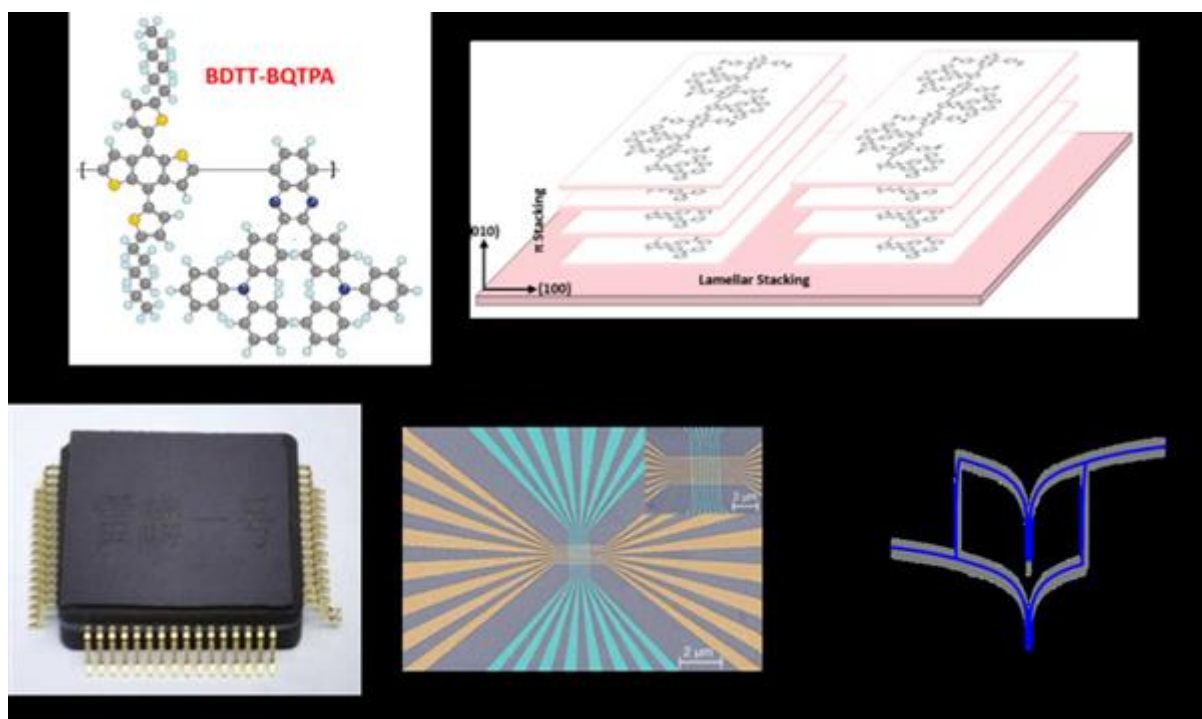 BDTT-BQTPA
π Stacking
010)
(100)
Lamellar Stacking
2 μm
2 μm